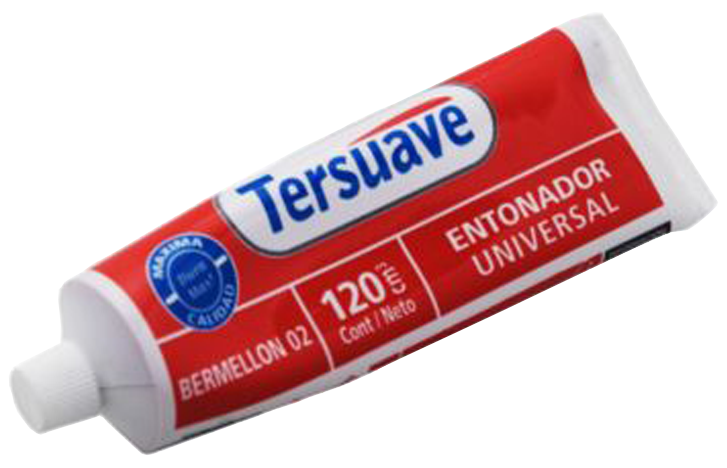 Tersuave
ENTONADOR
UNIVERSAL
MAXIMA
CALIDAD
BERMELLON 02
120 cm³
Cont / Neto